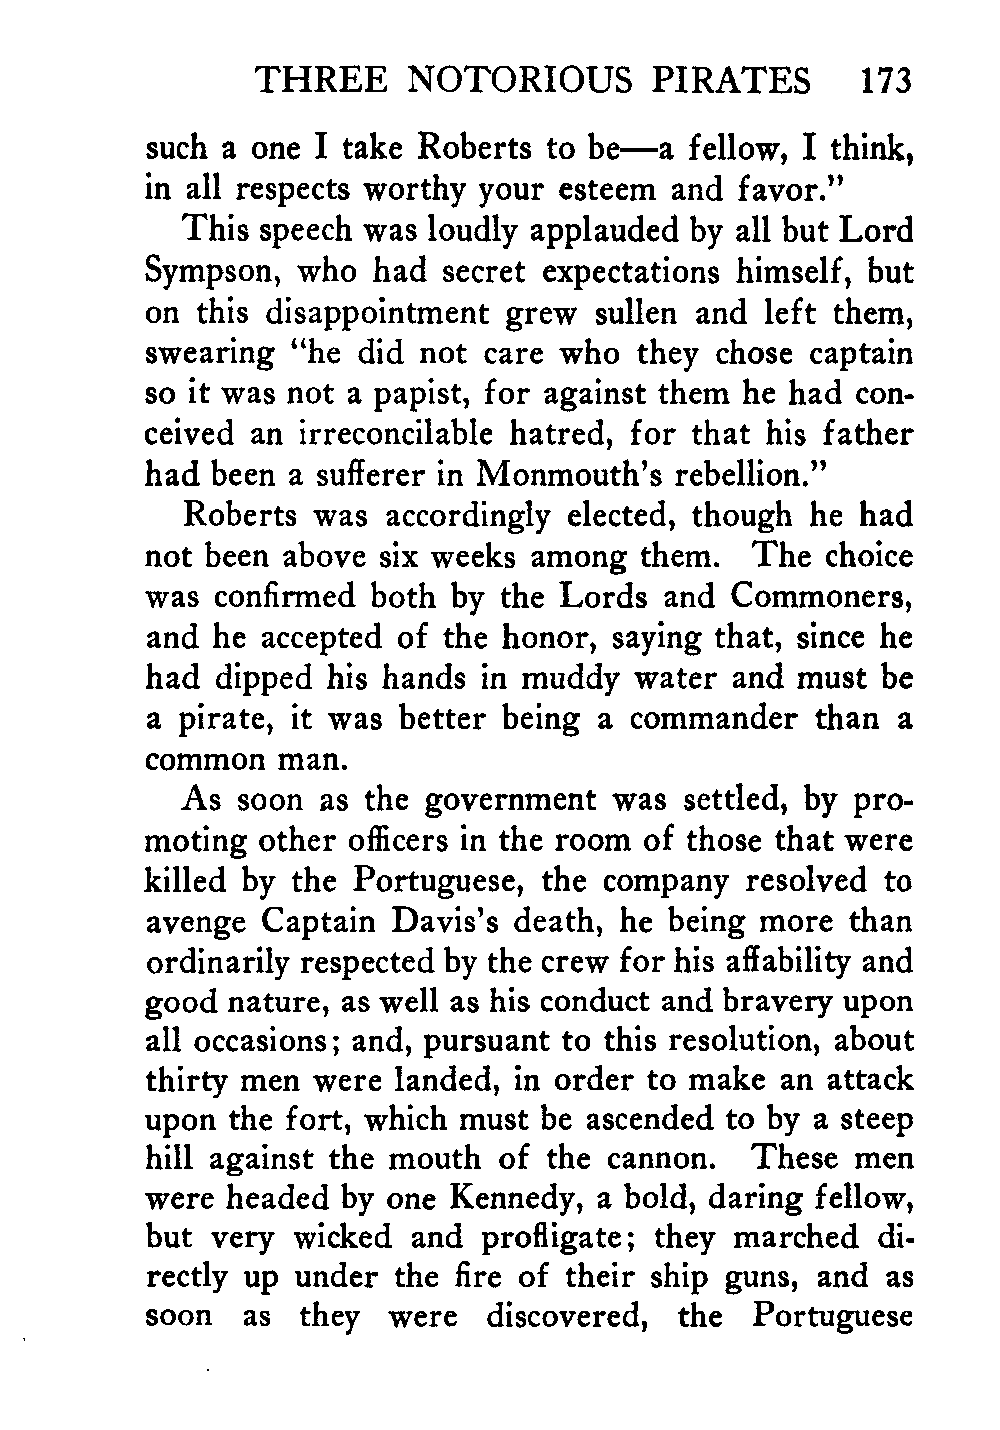 THREE NOTORIOUS PIRATES 173
such a one I take Roberts to be—a fellow, I think,
in all respects worthy your esteem and favor."
This speech was loudly applauded by all but Lord
Sympson, who had secret expectations himself, but
on this disappointment grew sullen and left them,
swearing "he did not care who they chose captain
so it was not a papist, for against them he had con-
ceived an irreconcilable hatred, for that his father
had been a sufferer in Monmouth's rebellion."
Roberts was accordingly elected, though he had
not been above six weeks among them. The choice
was confirmed both by the Lords and Commoners,
and he accepted of the honor, saying that, since he
had dipped his hands in muddy water and must be
a pirate, it was better being a commander than a
common man.
As soon as the government was settled, by pro-
moting other officers in the room of those that were
killed by the Portuguese, the company resolved to
avenge Captain Davis's death, he being more than
ordinarily respected by the crew for his affability and
good nature, as well as his conduct and bravery upon
all occasions; and, pursuant to this resolution, about
thirty men were landed, in order to make an attack
upon the fort, which must be ascended to by a steep
hill against the mouth of the cannon. These men
were headed by one Kennedy, a bold, daring fellow,
but very wicked and profligate; they marched di-
rectly up under the fire of their ship guns, and as
soon as they were discovered, the Portuguese